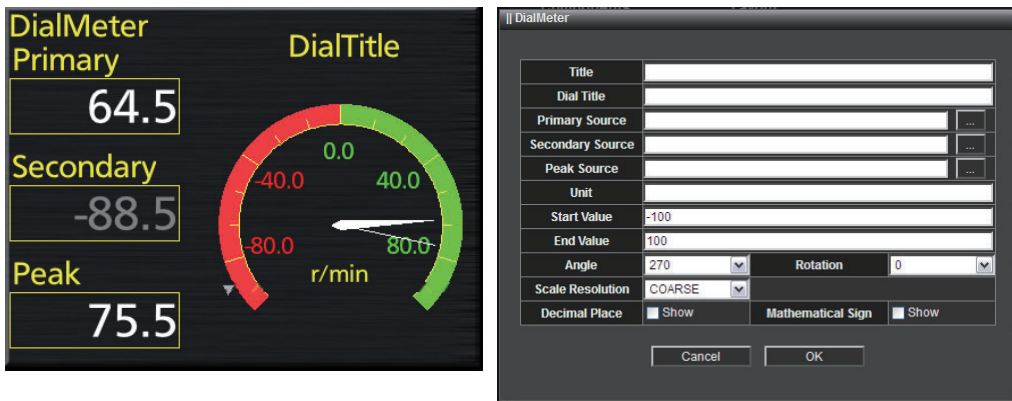 DialMeter
Primary
64.5
Secondary
-88.5
Peak
75.5
DialTitle
0.0
-40.0 40.0
-80.0 80.0
r/min
|| DialMeter
Title
Dial Title
Primary Source ...
Secondary Source ...
Peak Source ...
Unit
Start Value -100
End Value 100
Angle 270 Rotation 0
Scale Resolution COARSE
Decimal Place Show Mathematical Sign Show
Cancel OK